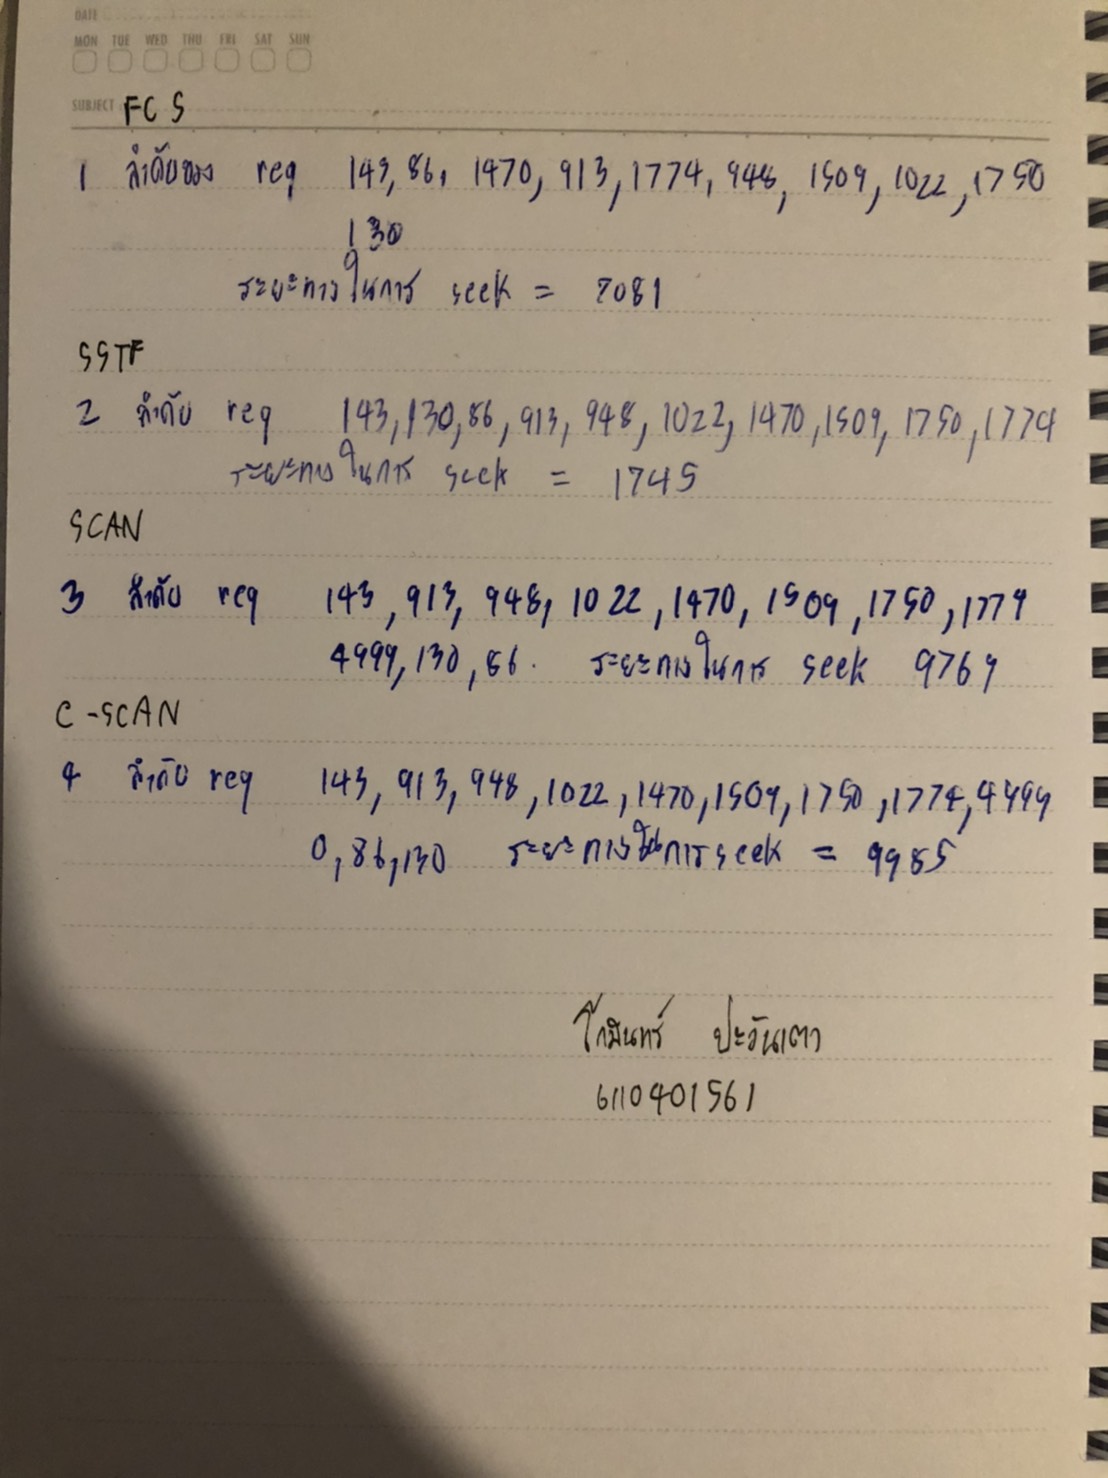 DATE
MON TUE WED THU FRI SAT SUN
SUBJECT FC S
1 ลำดับของ req 143, 86, 1470, 913, 1774, 948, 1509, 1022, 1750
130
ระยะทางในการ seek = 7081
SSTF
2 ลำดับ req 143, 130, 86, 913, 948, 1022, 1470, 1509, 1750, 1774
ระยะทางในการ seek = 1745
SCAN
3 ลำดับ req 143, 913, 948, 1022, 1470, 1509, 1750, 1774
4999, 130, 86. ระยะทางในการ seek 9769
C-SCAN
4 ลำดับ req 143, 913, 948, 1022, 1470, 1509, 1750, 1774, 4999
0, 86, 130 ระยะทางในการ seek = 9985
โกมินทร์ ปะวันเตา
6110401561